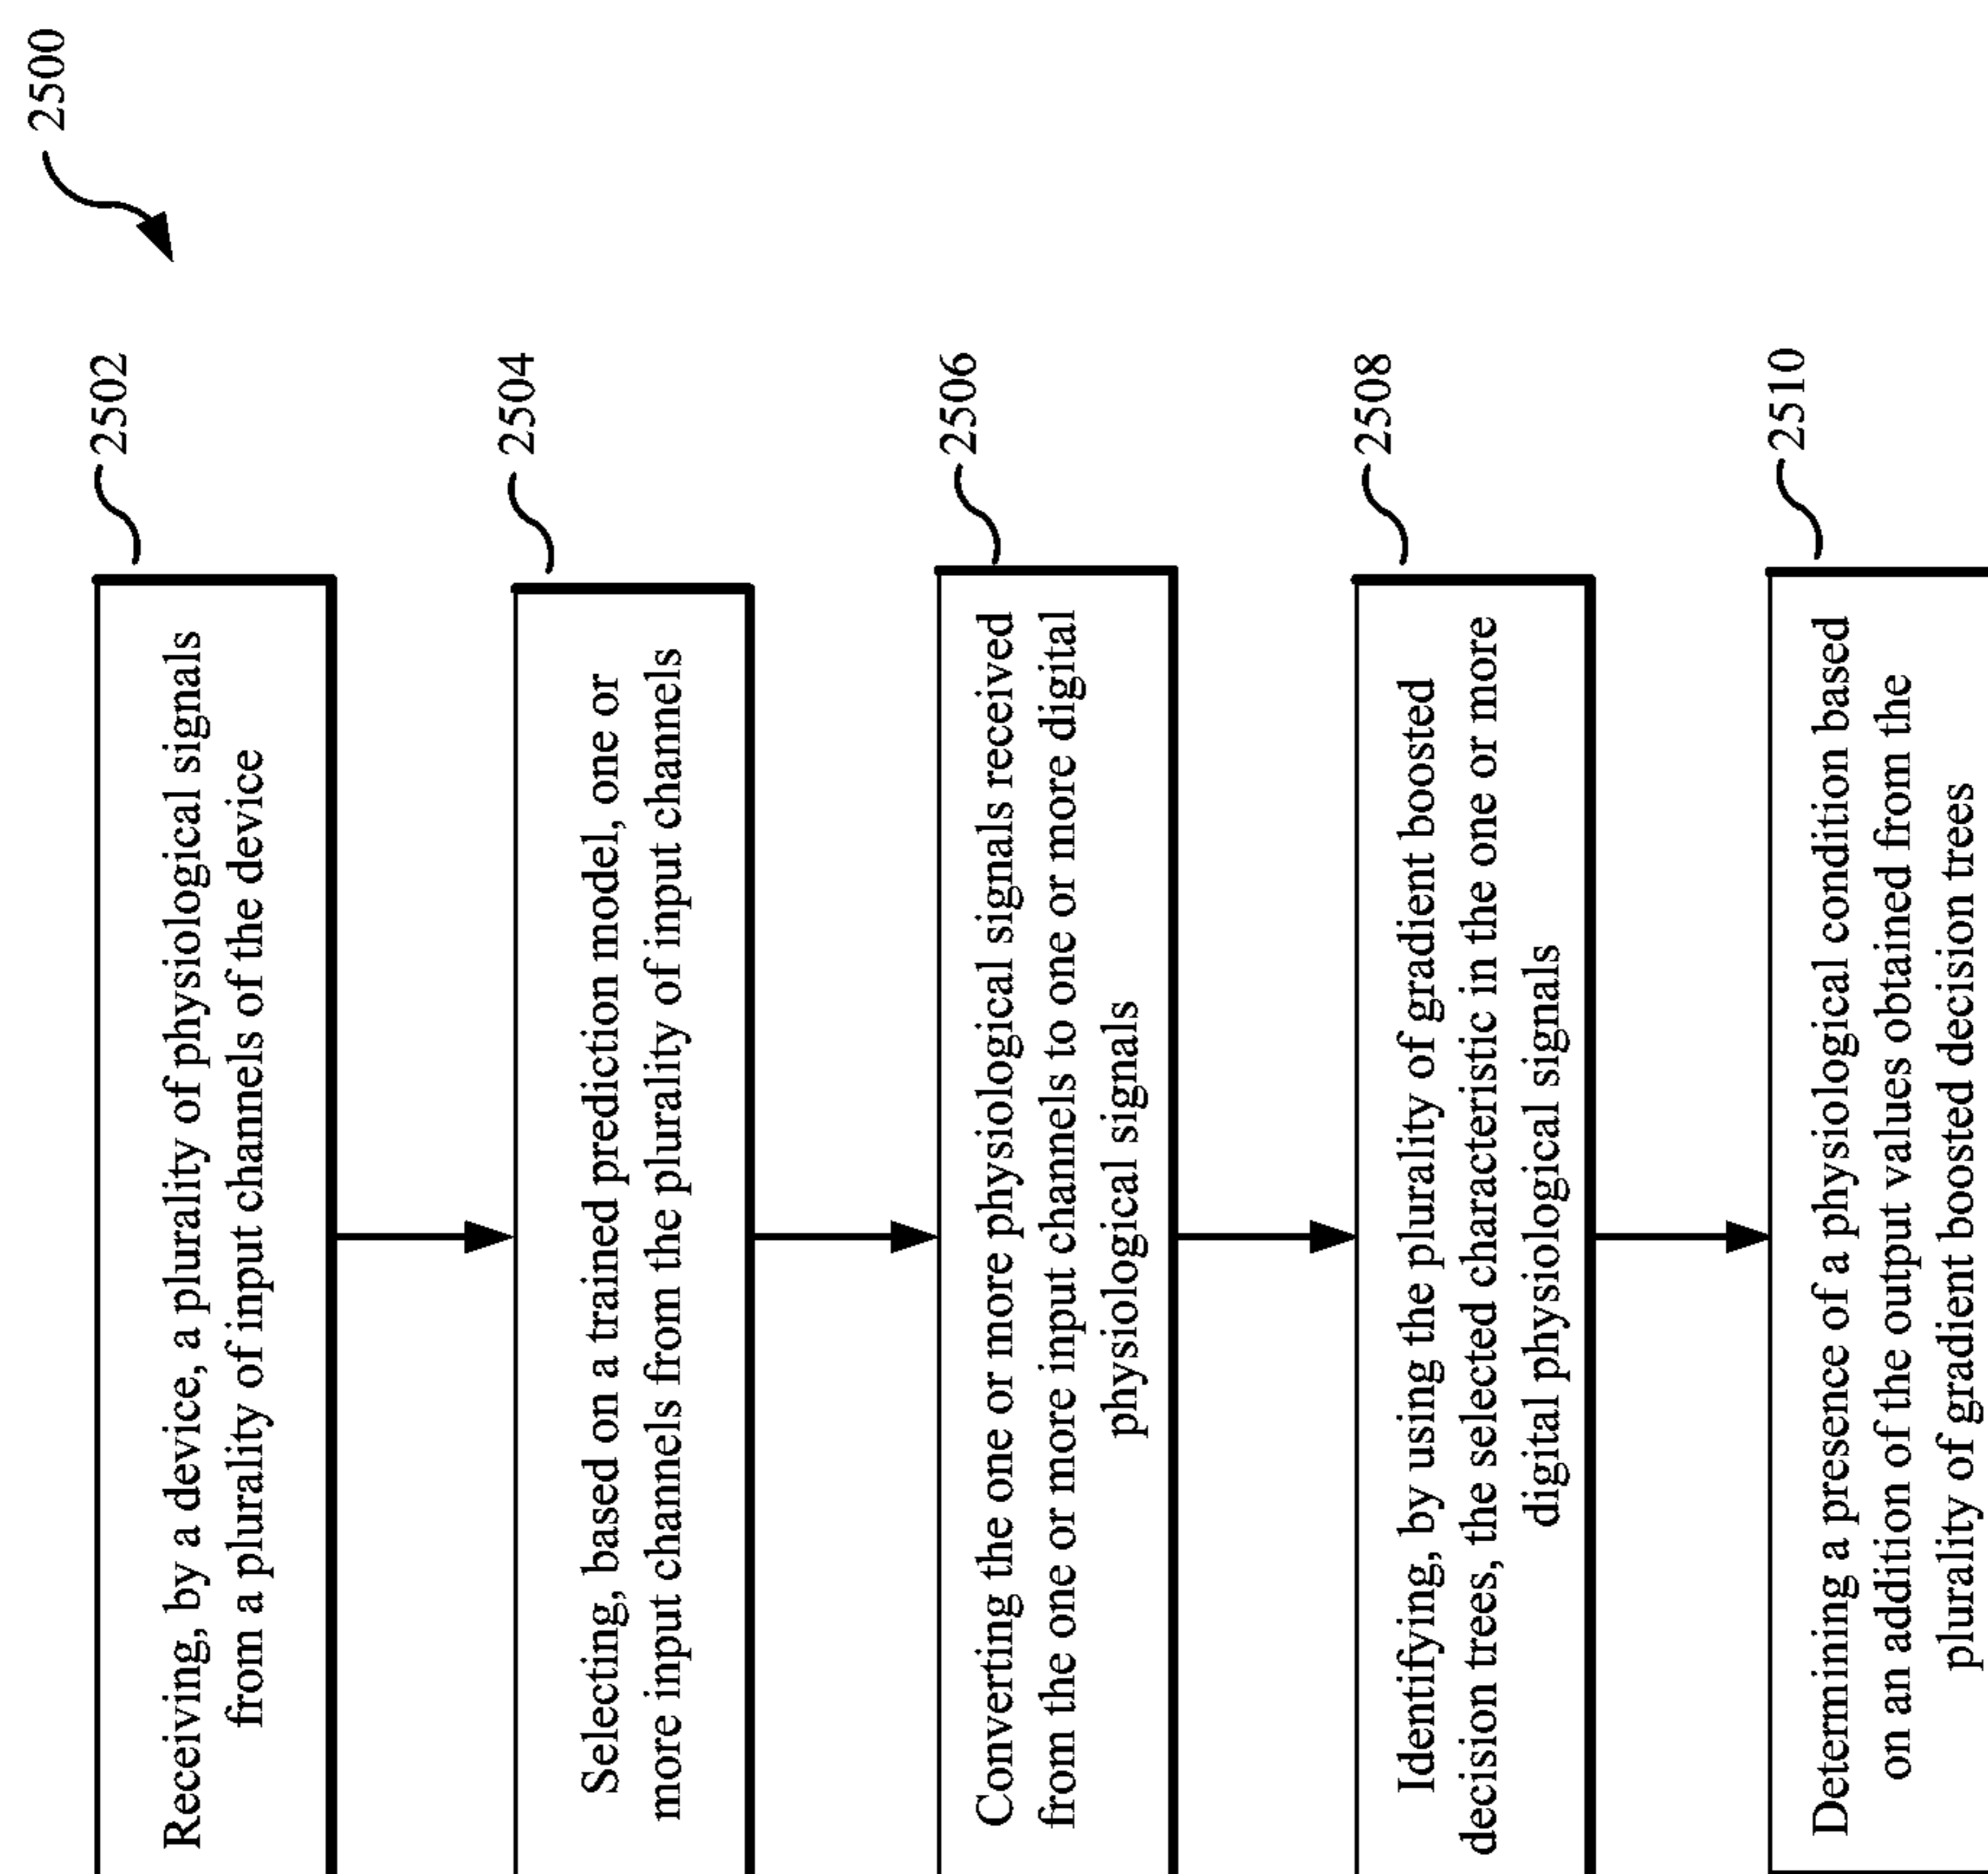 2500
2502
Receiving, by a device, a plurality of physiological signals
from a plurality of input channels of the device
2504
Selecting, based on a trained prediction model, one or
more input channels from the plurality of input channels
2506
Converting the one or more physiological signals received
from the one or more input channels to one or more digital
physiological signals
2508
Identifying, by using the plurality of gradient boosted
decision trees, the selected characteristic in the one or more
digital physiological signals
2510
Determining a presence of a physiological condition based
on an addition of the output values obtained from the
plurality of gradient boosted decision trees